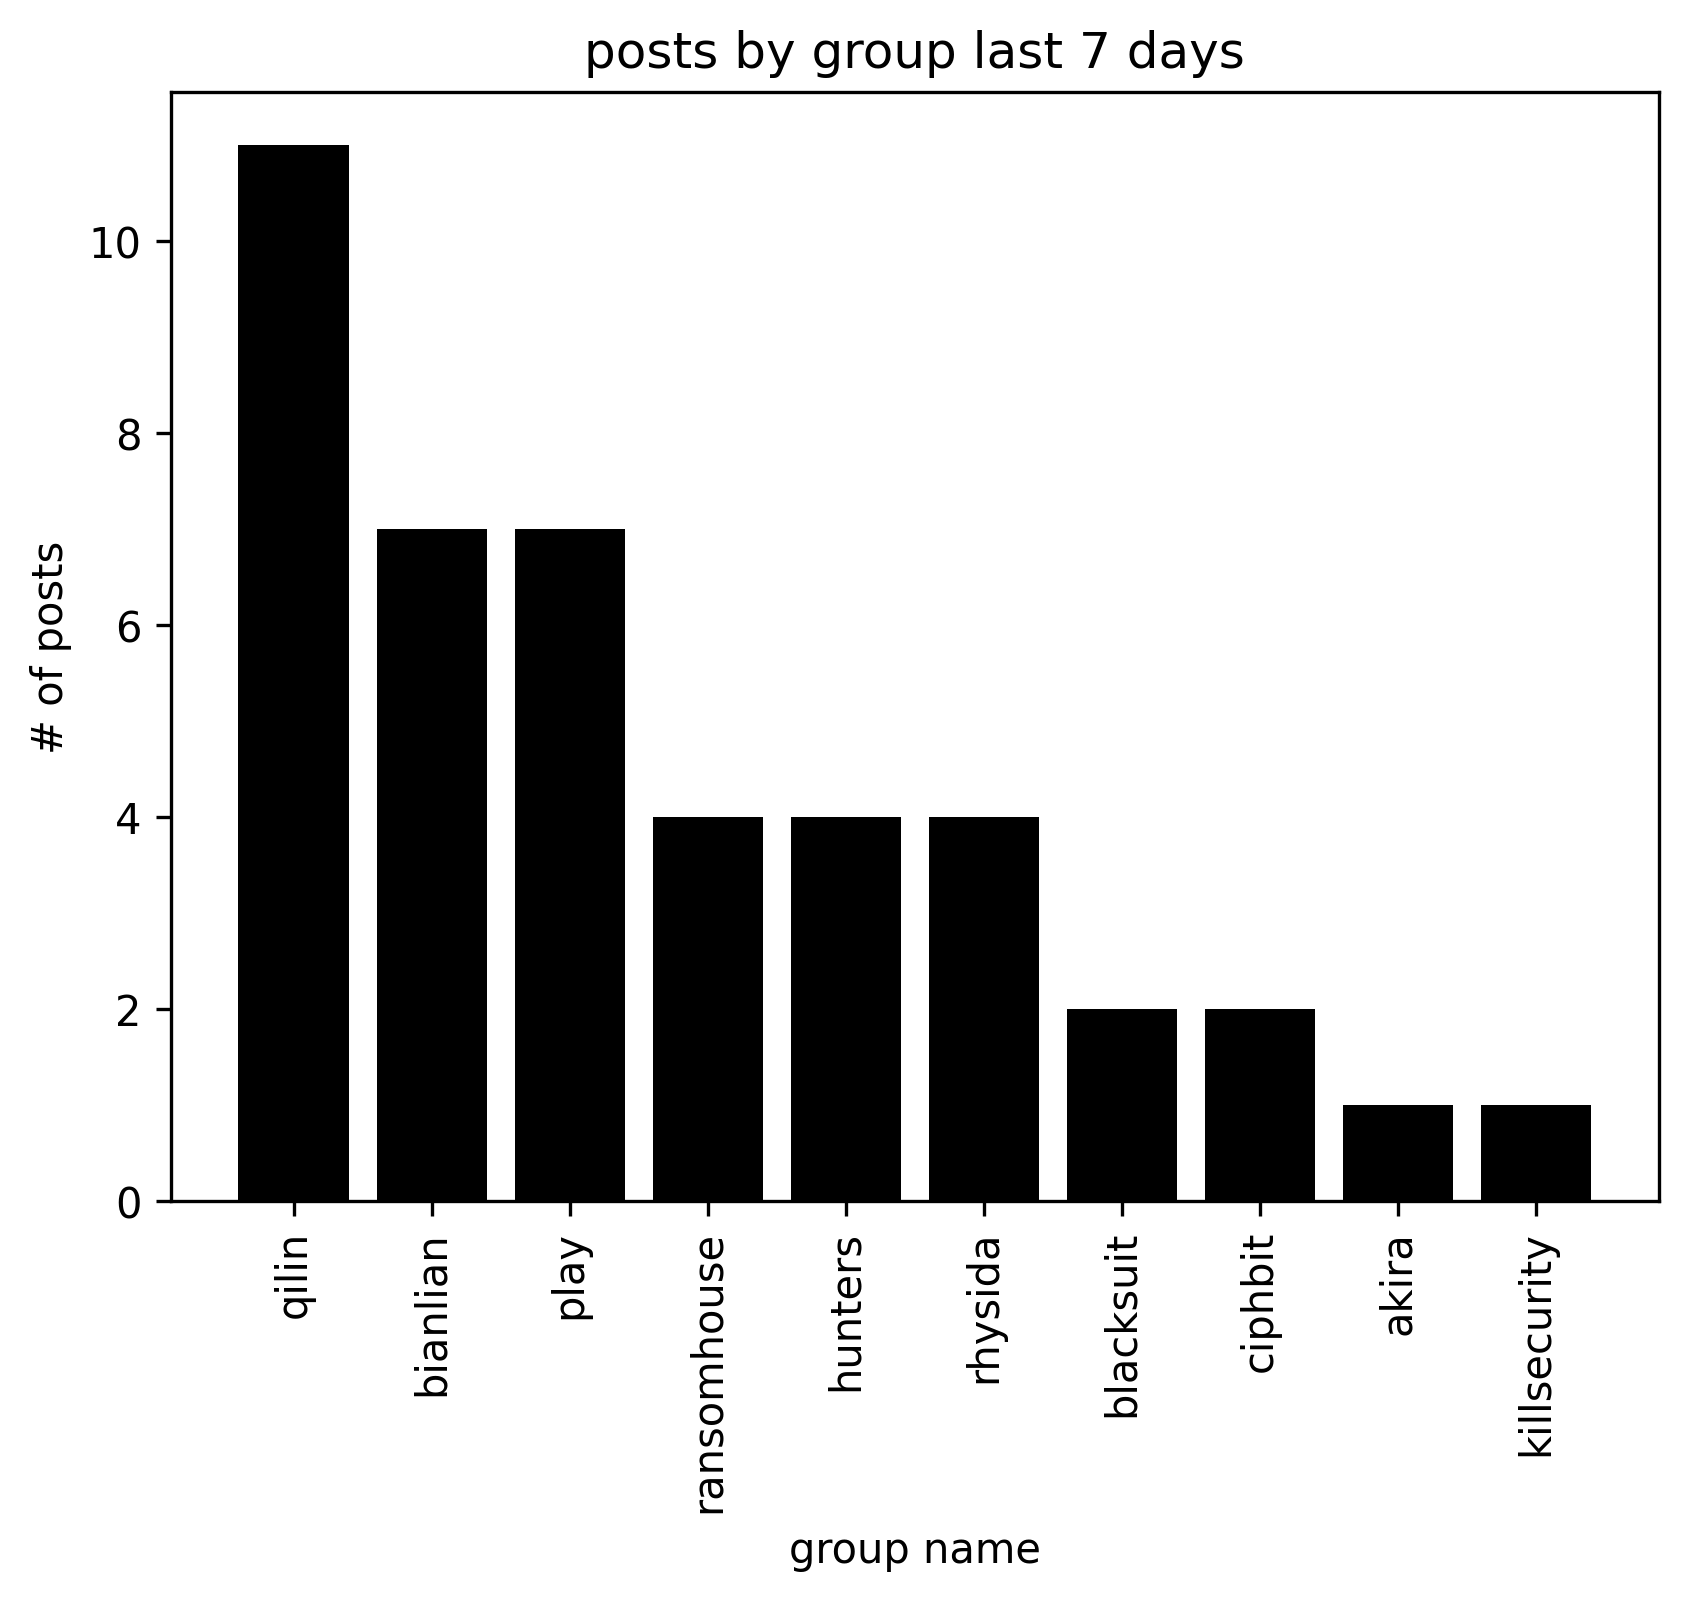 posts by group last 7 days
# of posts
10
8
6
4
2
0
qilin
bianlian
play
ransomhouse
hunters
rhysida
blacksuit
ciphbit
akira
killsecurity
group name